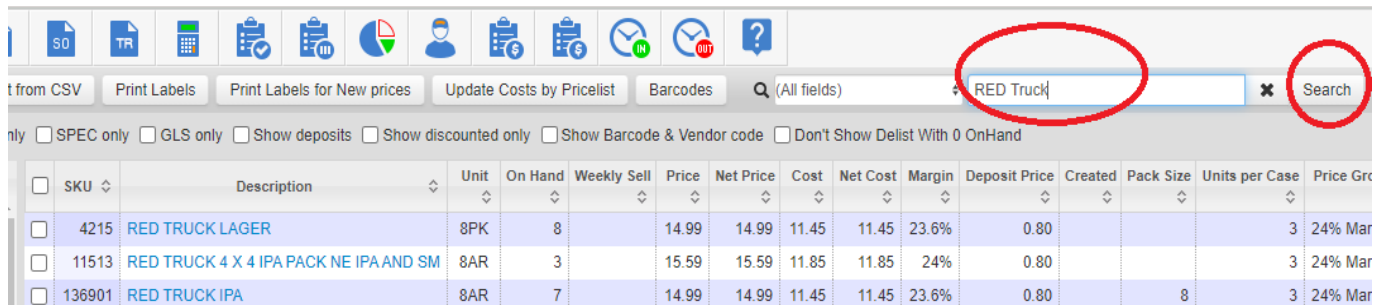 SO TR IN OUT ?
t from CSV Print Labels Print Labels for New prices Update Costs by Pricelist Barcodes (All fields) RED Truck Search
nly SPEC only GLS only Show deposits Show discounted only Show Barcode & Vendor code Don't Show Delist With 0 OnHand
SKU Description Unit On Hand Weekly Sell Price Net Price Cost Net Cost Margin Deposit Price Created Pack Size Units per Case Price Gro
4215 RED TRUCK LAGER 8PK 8 14.99 14.99 11.45 11.45 23.6% 0.80 3 24% Mar
11513 RED TRUCK 4 X 4 IPA PACK NE IPA AND SM 8AR 3 15.59 15.59 11.85 11.85 24% 0.80 3 24% Mar
136901 RED TRUCK IPA 8AR 7 14.99 14.99 11.45 11.45 23.6% 0.80 8 3 24% Mar